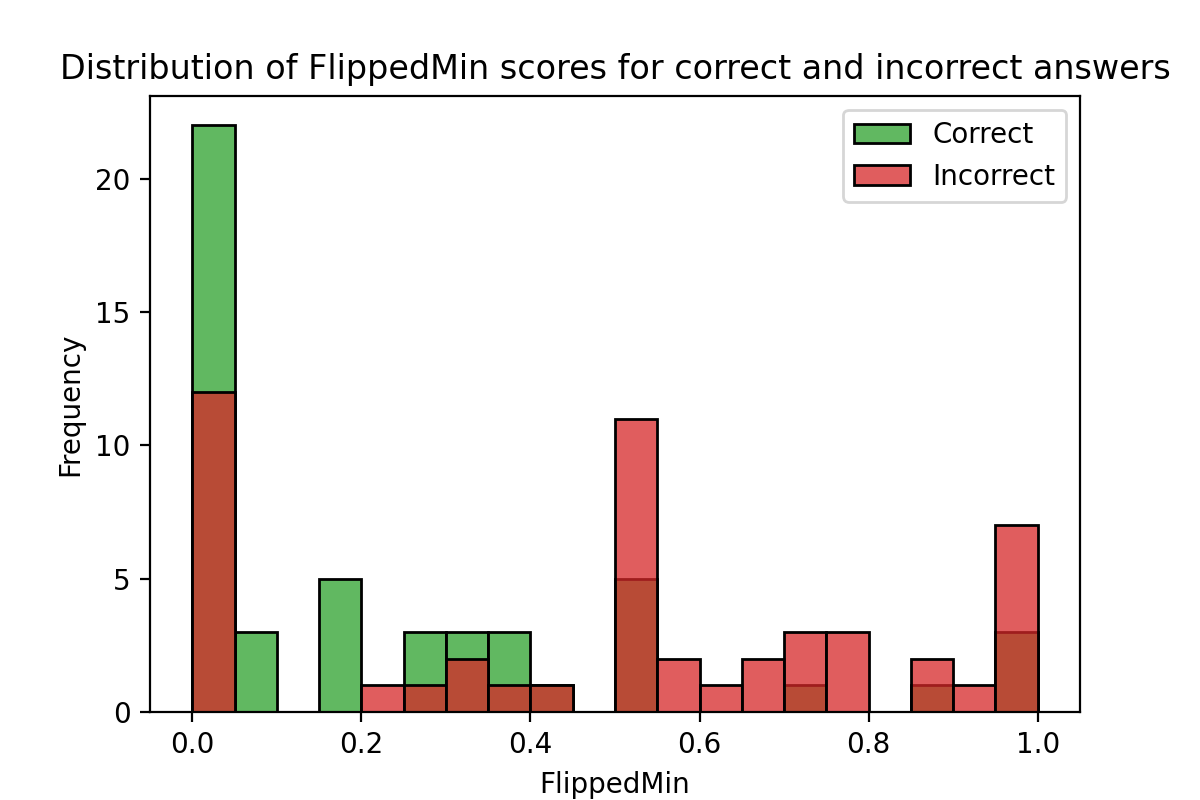 Distribution of FlippedMin scores for correct and incorrect answers
Correct
Incorrect
Frequency
20
15
10
5
0
0.0 0.2 0.4 0.6 0.8 1.0
FlippedMin